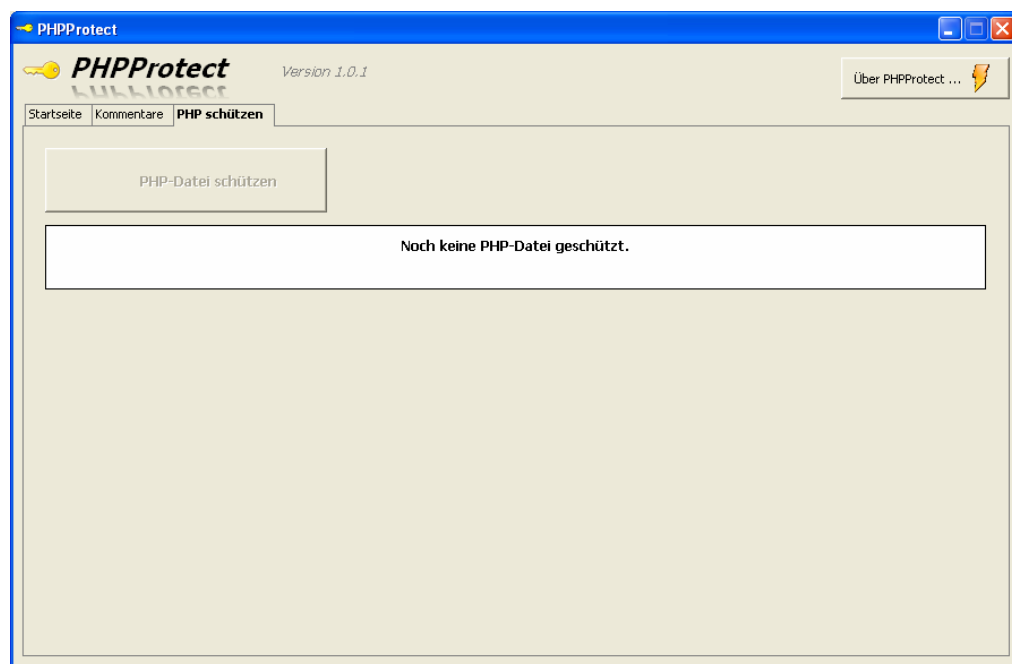 PHPProtect
PHPProtect
Version 1.0.1
Über PHPProtect ...
Startseite Kommentare PHP schützen
PHP-Datei schützen
Noch keine PHP-Datei geschützt.